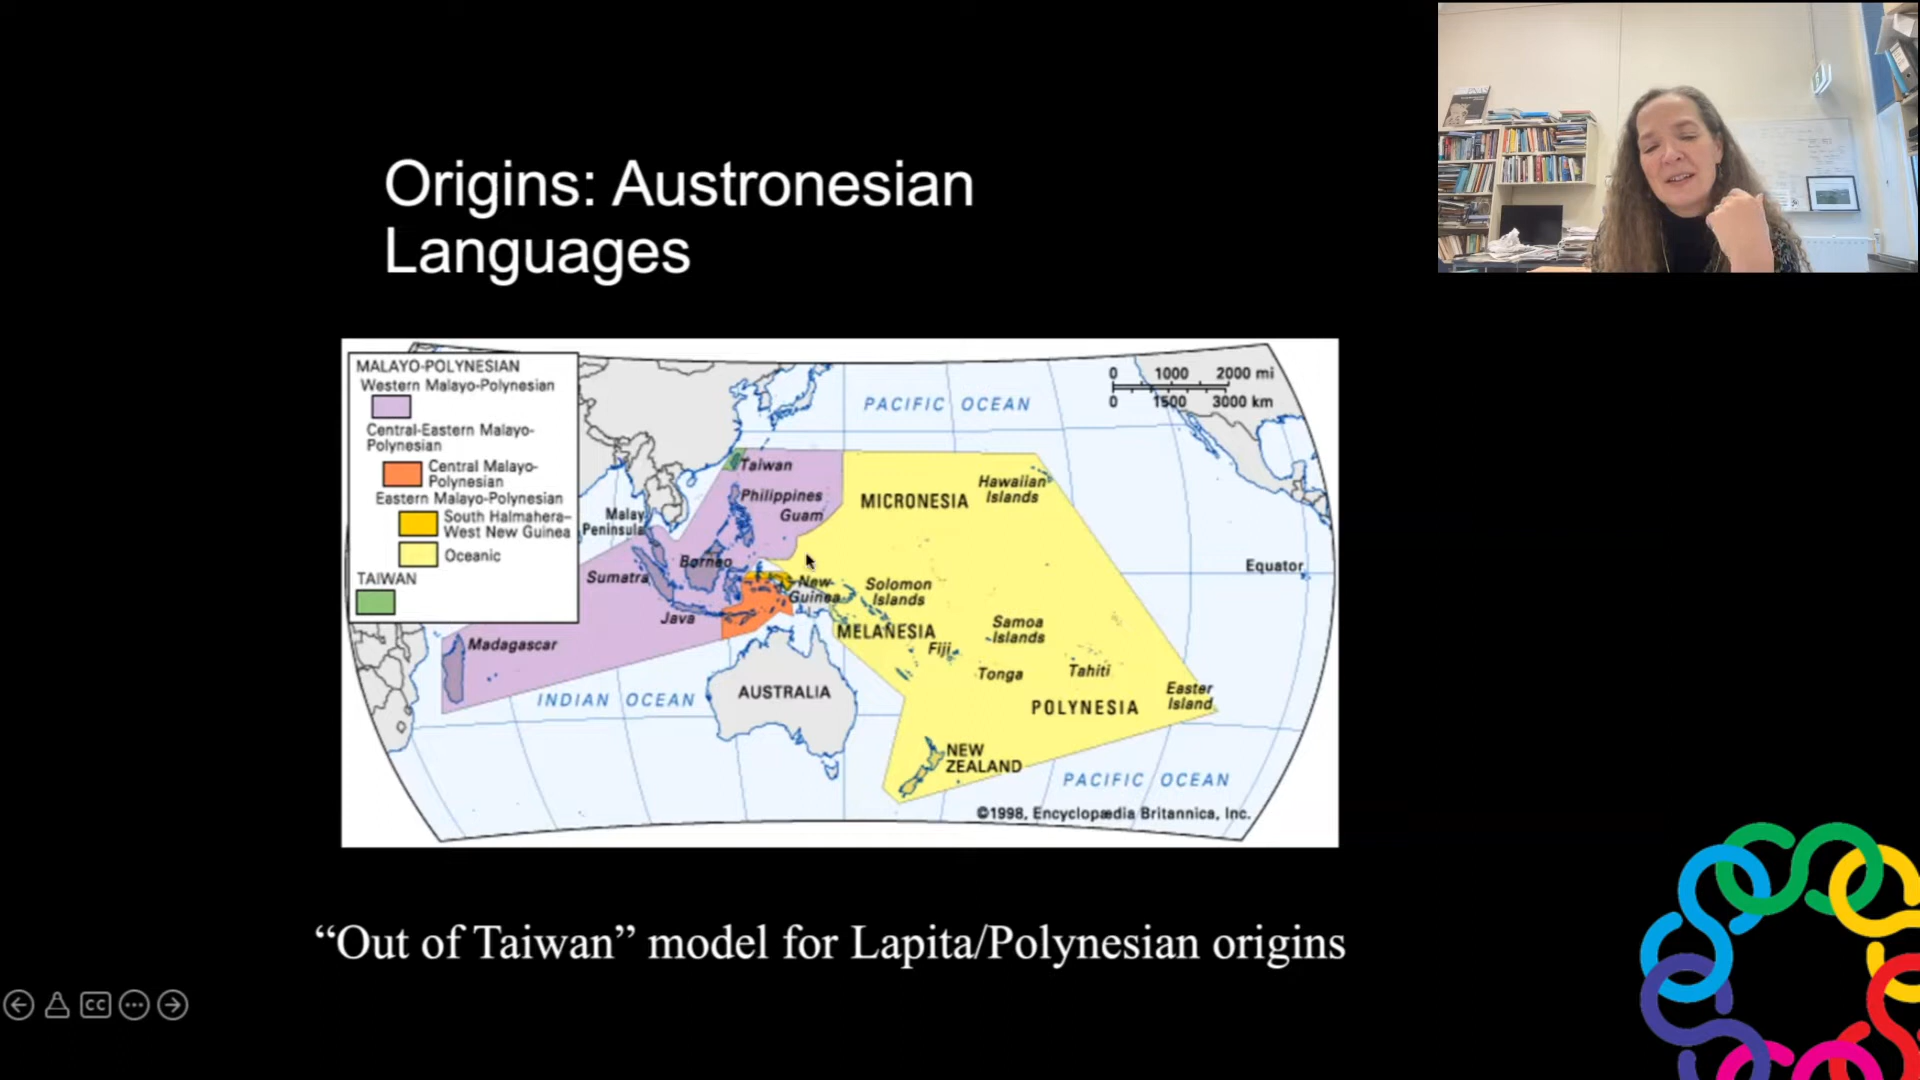 Origins: Austronesian
Languages
MALAYO-POLYNESIAN
Western Malayo-Polynesian
Central-Eastern Malayo-
Polynesian
Central Malayo-
Polynesian
Eastern Malayo-Polynesian
South Halmahera–
West New Guinea
Oceanic
TAIWAN
0 1000 2000 mi
0 1500 3000 km
PACIFIC OCEAN
Taiwan
Philippines
Guam
MICRONESIA
Hawaiian
Islands
Malay
Peninsula
Borneo
Sumatra
Java
New
Guinea
Solomon
Islands
Equator
MELANESIA
Samoa
Islands
Fiji
Tonga
Tahiti
Madagascar
INDIAN OCEAN
AUSTRALIA
POLYNESIA
Easter
Island
NEW
ZEALAND
PACIFIC OCEAN
©1998, Encyclopædia Britannica, Inc.
“Out of Taiwan” model for Lapita/Polynesian origins
CC